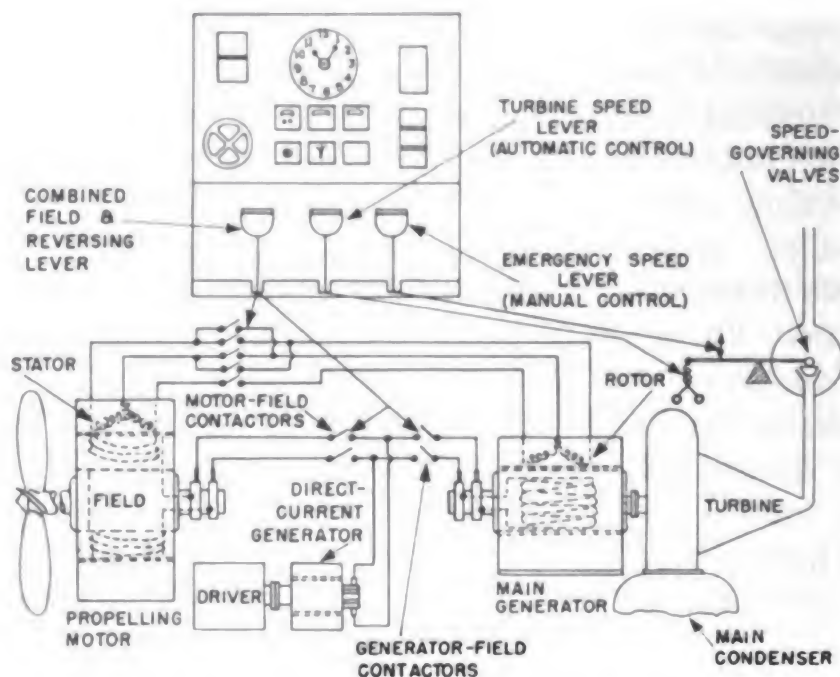 TURBINE SPEED
LEVER
(AUTOMATIC CONTROL)
SPEED-
GOVERNING
VALVES
COMBINED
FIELD &
REVERSING
LEVER
EMERGENCY SPEED
LEVER
(MANUAL CONTROL)
STATOR
MOTOR-FIELD
CONTACTORS
ROTOR
FIELD
DIRECT-
CURRENT
GENERATOR
TURBINE
DRIVER
PROPELLING
MOTOR
MAIN
GENERATOR
GENERATOR-FIELD
CONTACTORS
MAIN
CONDENSER